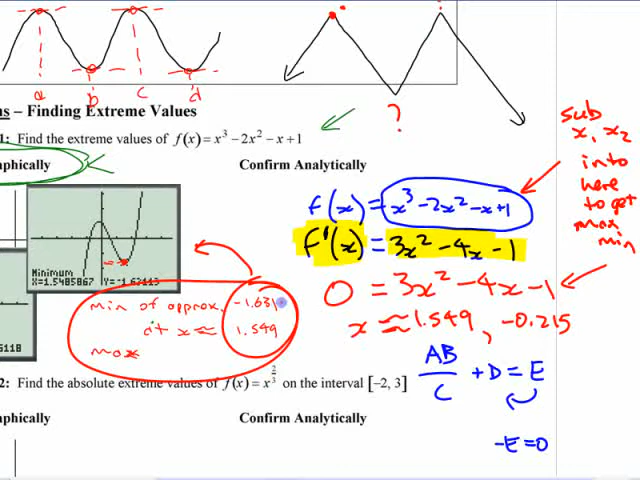 a b c d
?
ns – Finding Extreme Values
1: Find the extreme values of f(x) = x³ – 2x² – x + 1
aphically
Confirm Analytically
sub
x, x₂
into
here
to get
max
min
f(x) = x³ - 2x² - x + 1
f'(x) = 3x² - 4x - 1
0 = 3x² - 4x - 1
x ≈ 1.549, -0.215
Minimum
X=1.5485867 Y=-1.63113
min of approx. -1.631
at x ≈ 1.549
max
6118
AB/C + D = E
-E = 0
2: Find the absolute extreme values of f(x) = x^(2/3) on the interval [–2, 3]
aphically
Confirm Analytically